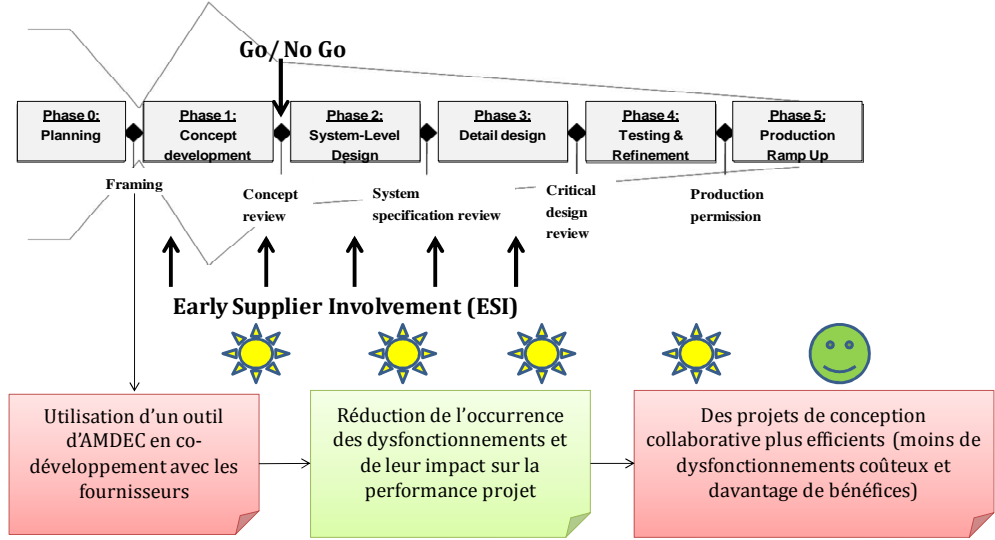 Go/ No Go
Phase 0:
Planning
Phase 1:
Concept
development
Phase 2:
System-Level
Design
Phase 3:
Detail design
Phase 4:
Testing &
Refinement
Phase 5:
Production
Ramp Up
Framing
Concept
review
System
specification review
Critical
design
review
Production
permission
Early Supplier Involvement (ESI)
Utilisation d’un outil
d’AMDEC en co-
développement avec les
fournisseurs
Réduction de l’occurrence
des dysfonctionnements et
de leur impact sur la
performance projet
Des projets de conception
collaborative plus efficients (moins de
dysfonctionnements coûteux et
davantage de bénéfices)